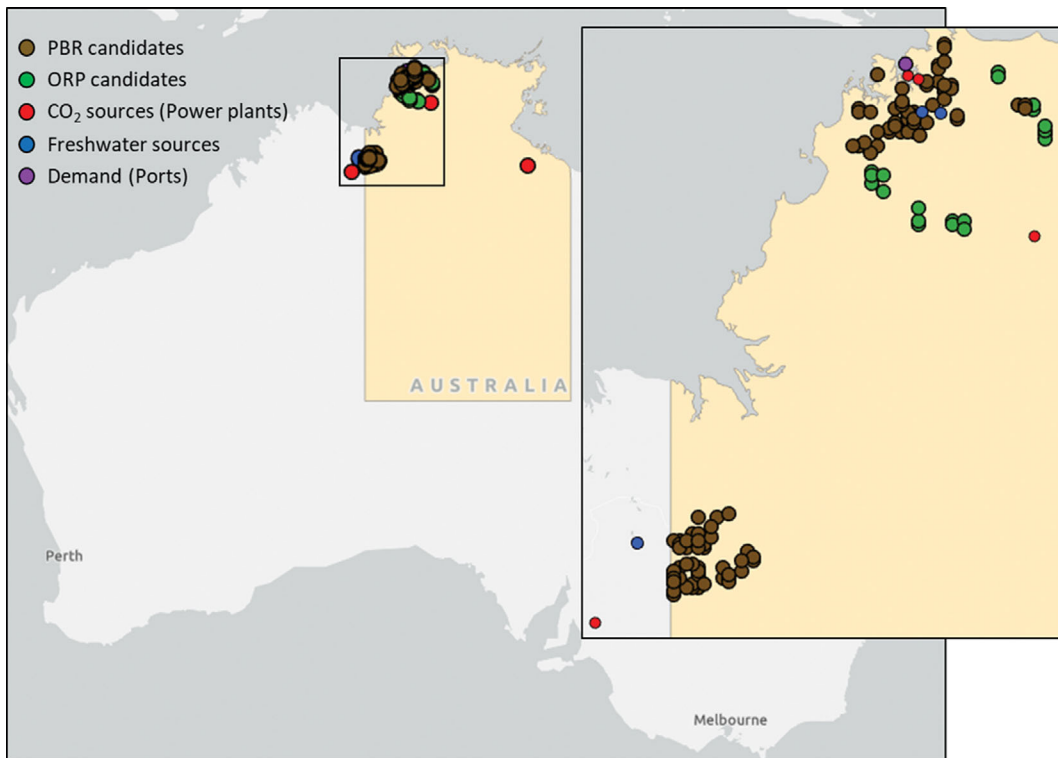 PBR candidates
ORP candidates
CO₂ sources (Power plants)
Freshwater sources
Demand (Ports)
AUSTRALIA
Perth
Melbourne